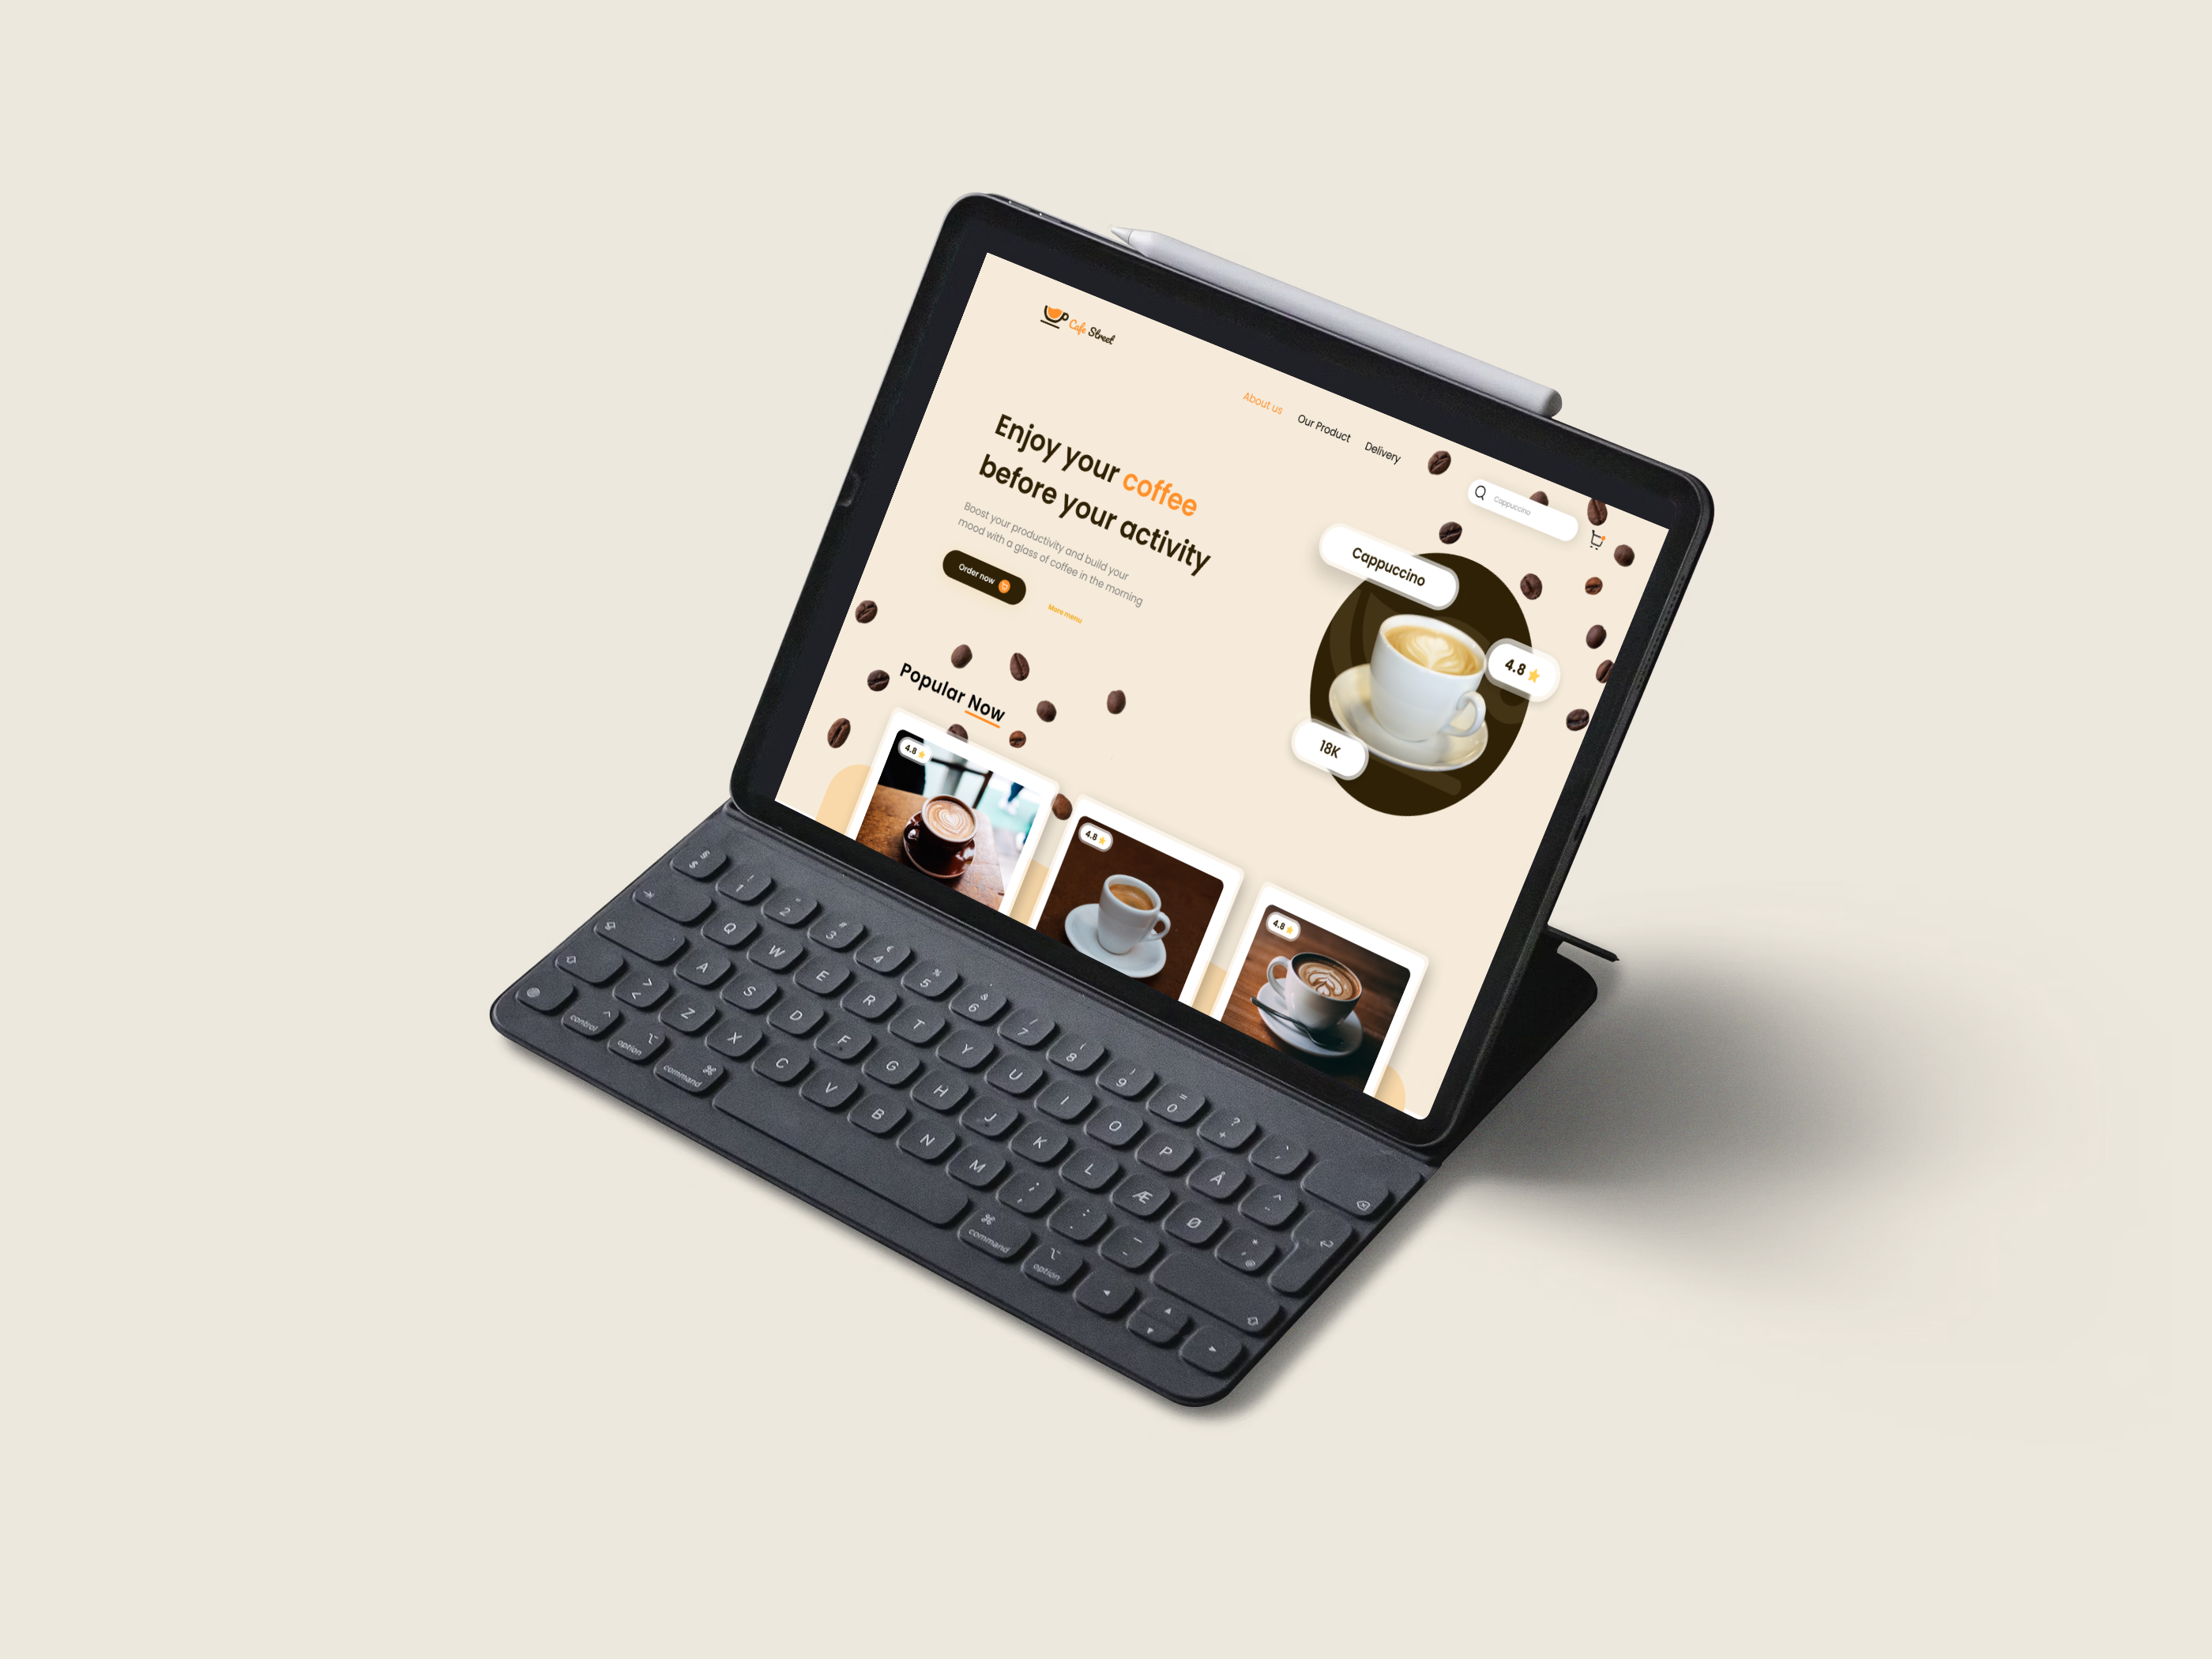 Cafe Street
About us
Our Product
Delivery
Cappuccino
Enjoy your coffee
before your activity
Boost your productivity and build your
mood with a glass of coffee in the morning
Order now
More menu
Cappuccino
4.8
18K
Popular Now
4.8
4.8
4.8
§ $
! 1
" 2
# 3
€ 4
% 5
& 6
/ 7
( 8
) 9
= 0
? +
Q W E R T Y U I O P Å ^ ¨
A S D F G H J K L Æ Ø * @
> < Z X C V B N M ; , : . _ -
control option command command option